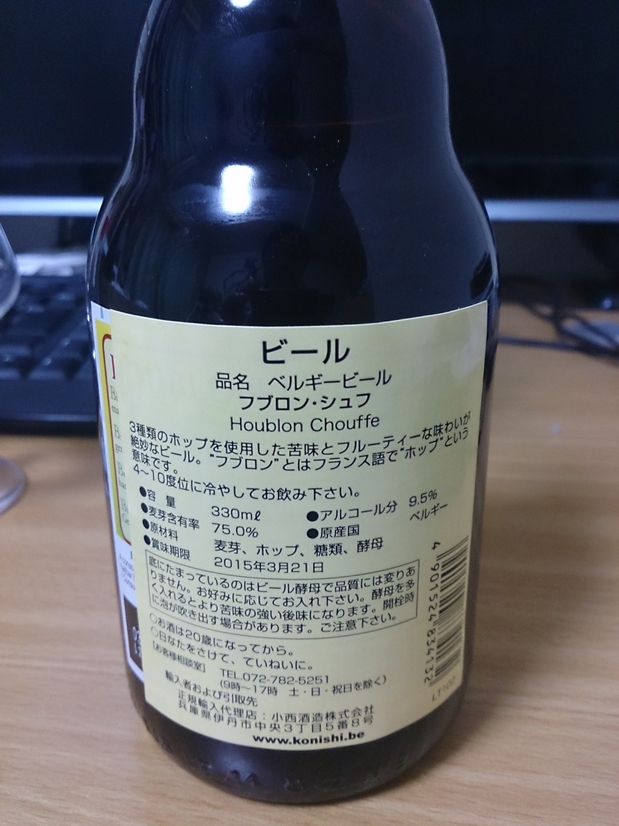 ビール
品名 ベルギービール
フブロン・シュフ
Houblon Chouffe
3種類のホップを使用した苦味とフルーティーな味わいが
絶妙なビール。"フブロン"とはフランス語で"ホップ"という
意味です。
4〜10度位に冷やしてお飲み下さい。
●容 量 330mℓ ●アルコール分 9.5%
●麦芽含有率 75.0% ●原産国 ベルギー
●原材料 麦芽、ホップ、糖類、酵母
●賞味期限 2015年3月21日
底にたまっているのはビール酵母で品質には変りあ
りません。お好みに応じてお入れ下さい。酵母を多
く入れるとより苦味の強い後味になります。開栓時
に泡が吹き出す場合があります。ご注意下さい。
○お酒は20歳になってから。
○日なたをさけて、ていねいに。
【お客様相談室】 TEL.072-782-5251
(9時〜17時 土・日・祝日を除く)
輸入者および引取先
正規輸入代理店:小西酒造株式会社
兵庫県伊丹市中央3丁目5番8号
www.konishi.be
4 907524 834132